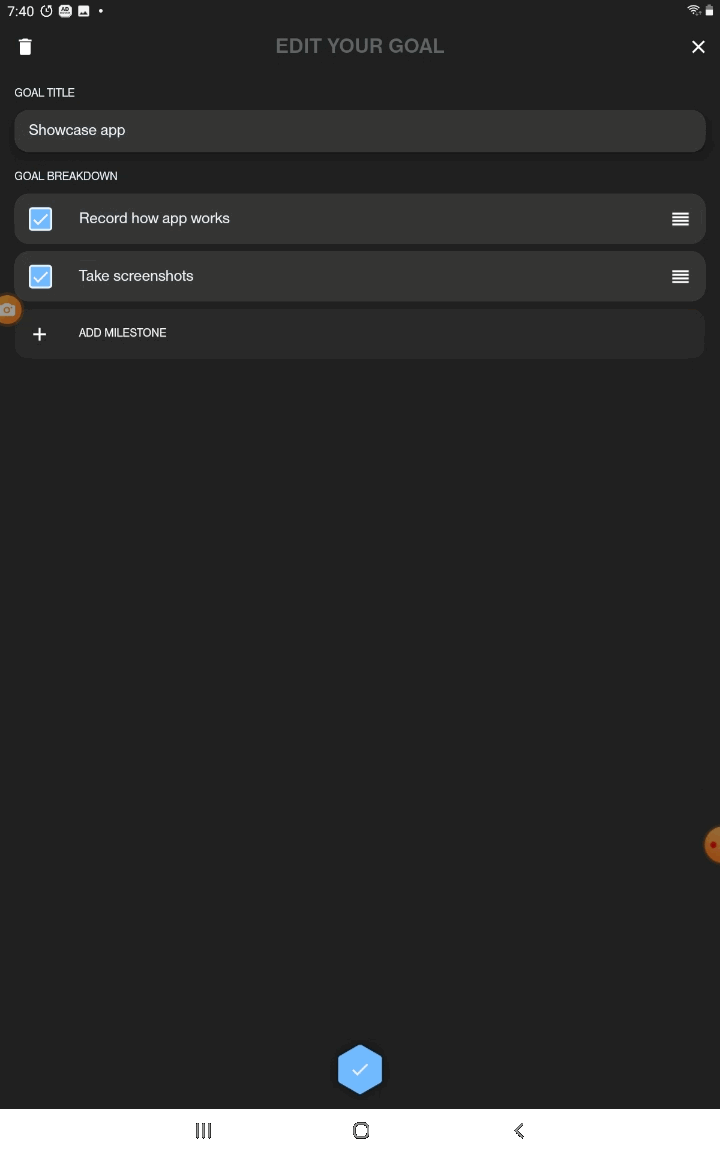 7:40
EDIT YOUR GOAL
GOAL TITLE
Showcase app
GOAL BREAKDOWN
Record how app works
Take screenshots
ADD MILESTONE